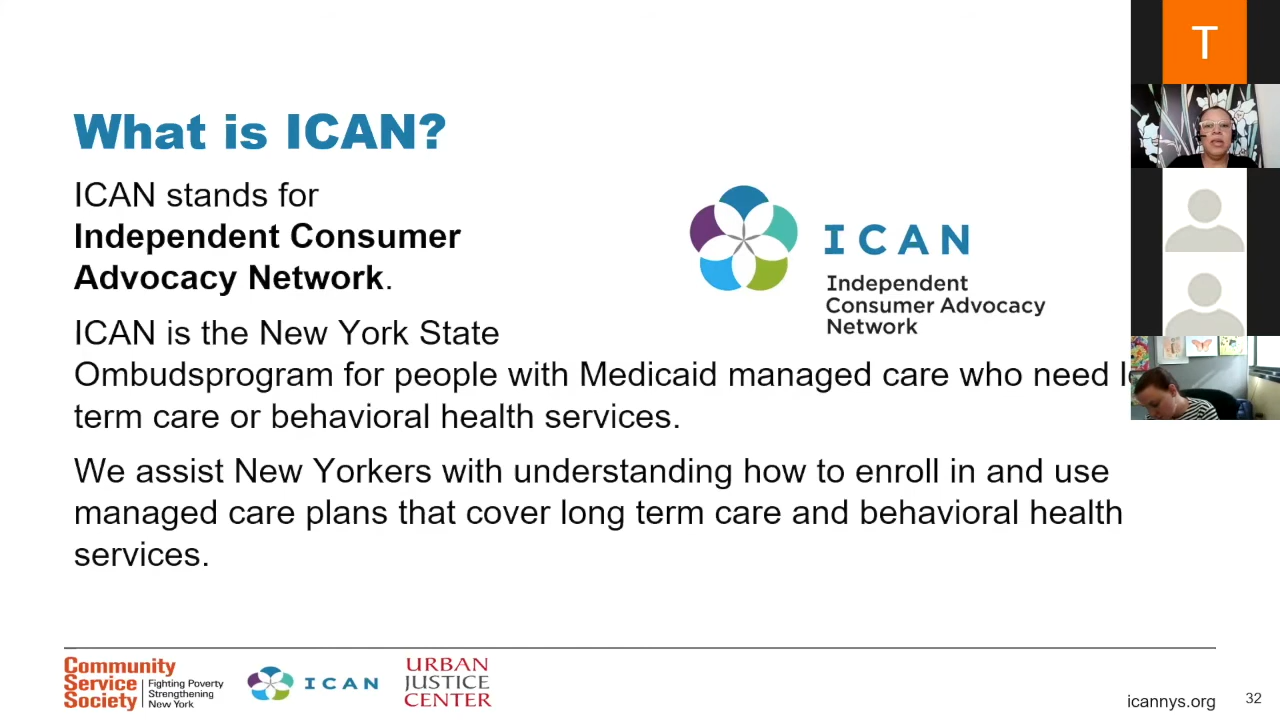 What is ICAN?
ICAN stands for
Independent Consumer
Advocacy Network.
ICAN is the New York State
Ombudsprogram for people with Medicaid managed care who need
term care or behavioral health services.
We assist New Yorkers with understanding how to enroll in and use
managed care plans that cover long term care and behavioral health
services.
ICAN
Independent
Consumer Advocacy
Network
T
Community
Service
Society
Fighting Poverty
Strengthening
New York
ICAN
URBAN
JUSTICE
CENTER
icannys.org
32